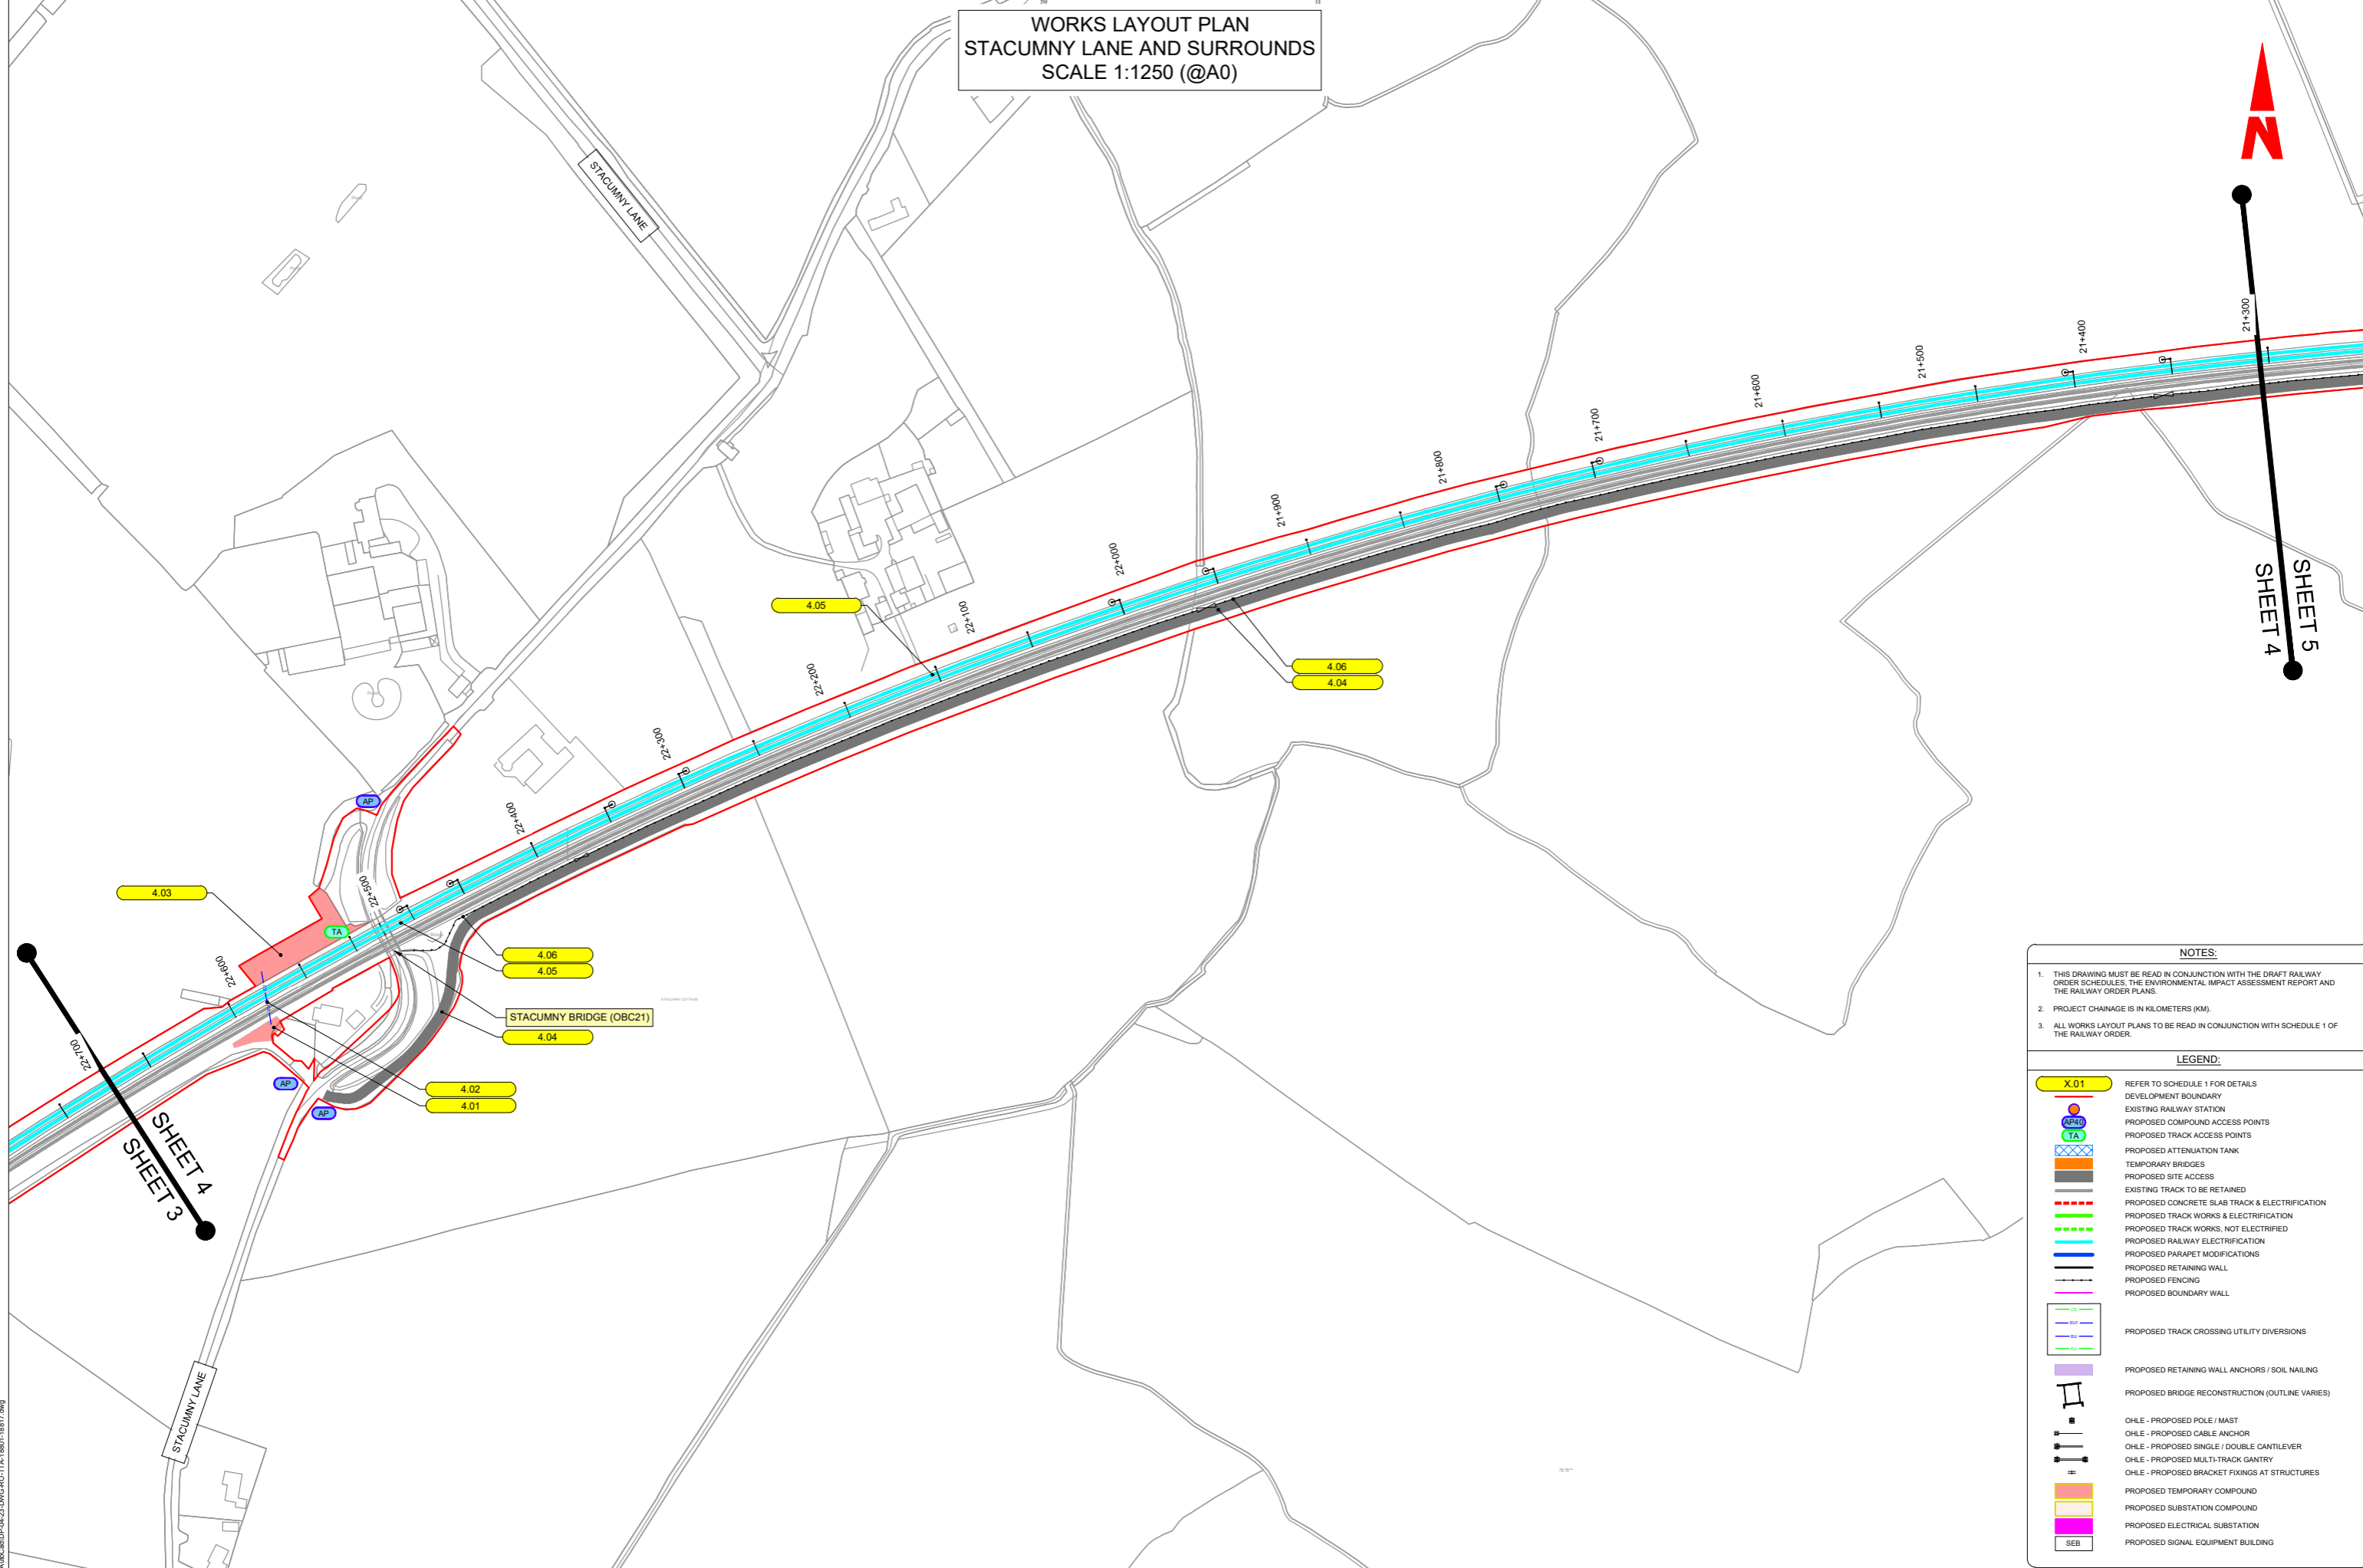 WORKS LAYOUT PLAN
STACUMNY LANE AND SURROUNDS
SCALE 1:1250 (@A0)
STACUMNY LANE
21+300
21+400
21+500
21+600
21+700
21+800
21+900
22+000
22+100
22+200
22+300
22+400
22+500
22+600
22+700
SHEET 5
SHEET 4
4.05
4.06
4.04
AP
4.03
TA
4.06
4.05
STACUMNY BRIDGE (OBC21)
4.04
4.02
4.01
AP
AP
SHEET 4
SHEET 3
STACUMNY LANE
STACUMNY COTTAGE
NOTES:
1. THIS DRAWING MUST BE READ IN CONJUNCTION WITH THE DRAFT RAILWAY
ORDER SCHEDULES, THE ENVIRONMENTAL IMPACT ASSESSMENT REPORT AND
THE RAILWAY ORDER PLANS.
2. PROJECT CHAINAGE IS IN KILOMETERS (KM).
3. ALL WORKS LAYOUT PLANS TO BE READ IN CONJUNCTION WITH SCHEDULE 1 OF
THE RAILWAY ORDER.
LEGEND:
X.01 REFER TO SCHEDULE 1 FOR DETAILS
DEVELOPMENT BOUNDARY
EXISTING RAILWAY STATION
AP40 PROPOSED COMPOUND ACCESS POINTS
TA PROPOSED TRACK ACCESS POINTS
PROPOSED ATTENUATION TANK
TEMPORARY BRIDGES
PROPOSED SITE ACCESS
EXISTING TRACK TO BE RETAINED
PROPOSED CONCRETE SLAB TRACK & ELECTRIFICATION
PROPOSED TRACK WORKS & ELECTRIFICATION
PROPOSED TRACK WORKS, NOT ELECTRIFIED
PROPOSED RAILWAY ELECTRIFICATION
PROPOSED PARAPET MODIFICATIONS
PROPOSED RETAINING WALL
PROPOSED FENCING
PROPOSED BOUNDARY WALL
PROPOSED TRACK CROSSING UTILITY DIVERSIONS
PROPOSED RETAINING WALL ANCHORS / SOIL NAILING
PROPOSED BRIDGE RECONSTRUCTION (OUTLINE VARIES)
OHLE - PROPOSED POLE / MAST
OHLE - PROPOSED CABLE ANCHOR
OHLE - PROPOSED SINGLE / DOUBLE CANTILEVER
OHLE - PROPOSED MULTI-TRACK GANTRY
OHLE - PROPOSED BRACKET FIXINGS AT STRUCTURES
PROPOSED TEMPORARY COMPOUND
PROPOSED SUBSTATION COMPOUND
PROPOSED ELECTRICAL SUBSTATION
SEB PROPOSED SIGNAL EQUIPMENT BUILDING
N